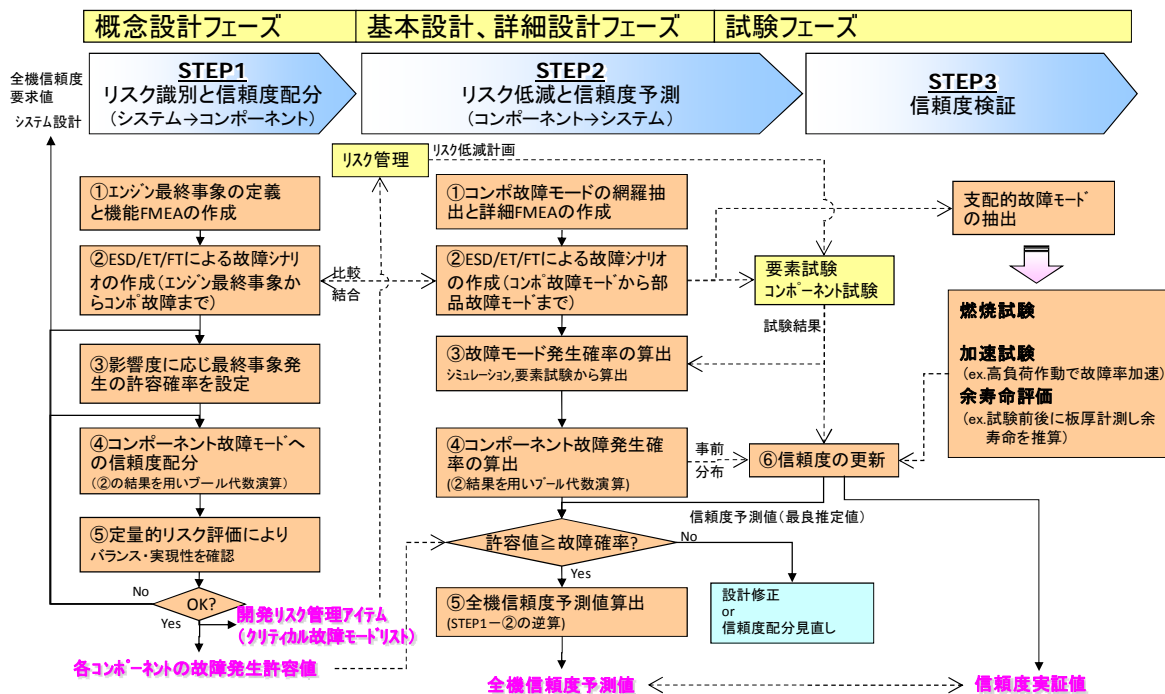 概念設計フェーズ
基本設計、詳細設計フェーズ
試験フェーズ
全機信頼度
要求値
システム設計
STEP1
リスク識別と信頼度配分
(システム→コンポーネント)
STEP2
リスク低減と信頼度予測
(コンポーネント→システム)
STEP3
信頼度検証
リスク管理
リスク低減計画
①エンジン最終事象の定義
と機能FMEAの作成
②ESD/ET/FTによる故障シナ
リオの作成(エンジン最終事象か
らコンポ故障まで)
③影響度に応じ最終事象発
生の許容確率を設定
④コンポーネント故障モードへ
の信頼度配分
(②の結果を用いブール代数演算)
⑤定量的リスク評価により
バランス・実現性を確認
OK?
No
Yes
開発リスク管理アイテム
(クリティカル故障モードリスト)
各コンポーネントの故障発生許容値
比較
結合
①コンポ故障モードの網羅抽
出と詳細FMEAの作成
②ESD/ET/FTによる故障シナリオ
の作成(コンポ故障モードから部
品故障モードまで)
③故障モード発生確率の算出
シミュレーション,要素試験から算出
④コンポーネント故障発生確
率の算出
(②結果を用いブール代数演算)
事前
分布
許容値≧故障確率?
No
Yes
⑤全機信頼度予測値算出
(STEP1-②の逆算)
全機信頼度予測値
要素試験
コンポーネント試験
試験結果
⑥信頼度の更新
信頼度予測値(最良推定値)
設計修正
or
信頼度配分見直し
支配的故障モード
の抽出
燃焼試験
加速試験
(ex.高負荷作動で故障率加速)
余寿命評価
(ex.試験前後に板厚計測し余
寿命を推算)
信頼度実証値